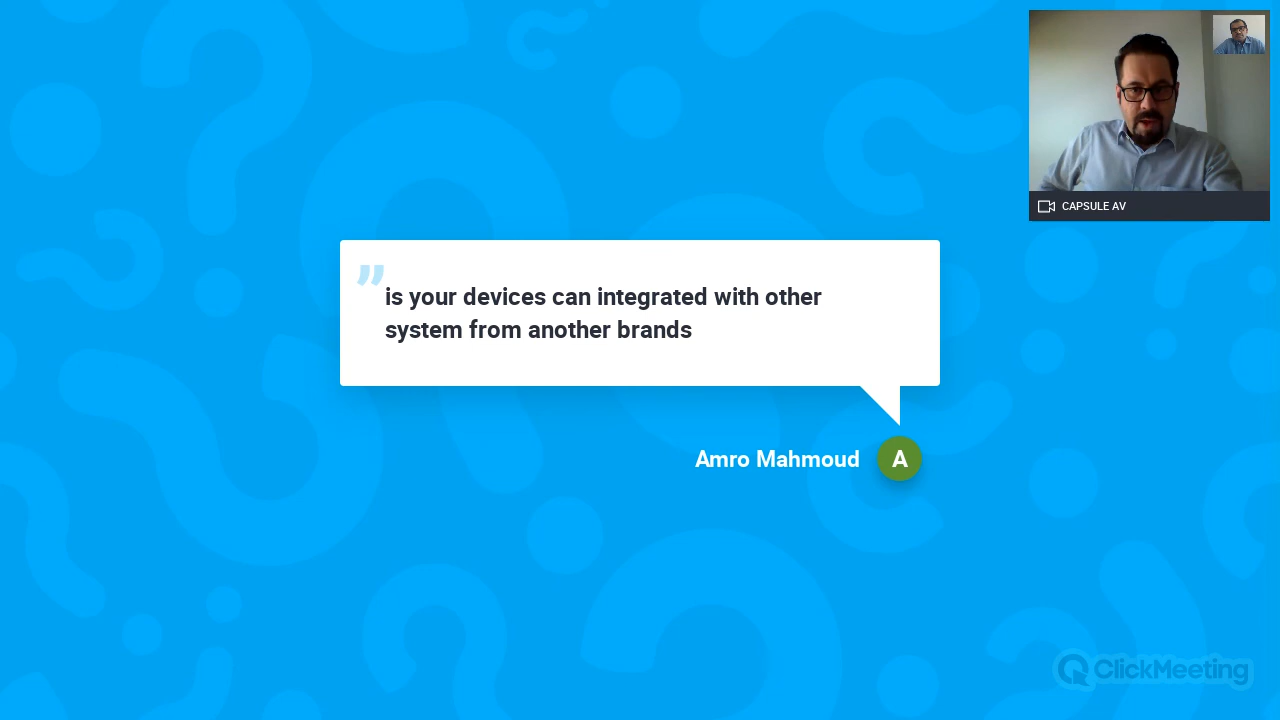 CAPSULE AV
" is your devices can integrated with other
system from another brands
Amro Mahmoud
A
ClickMeeting